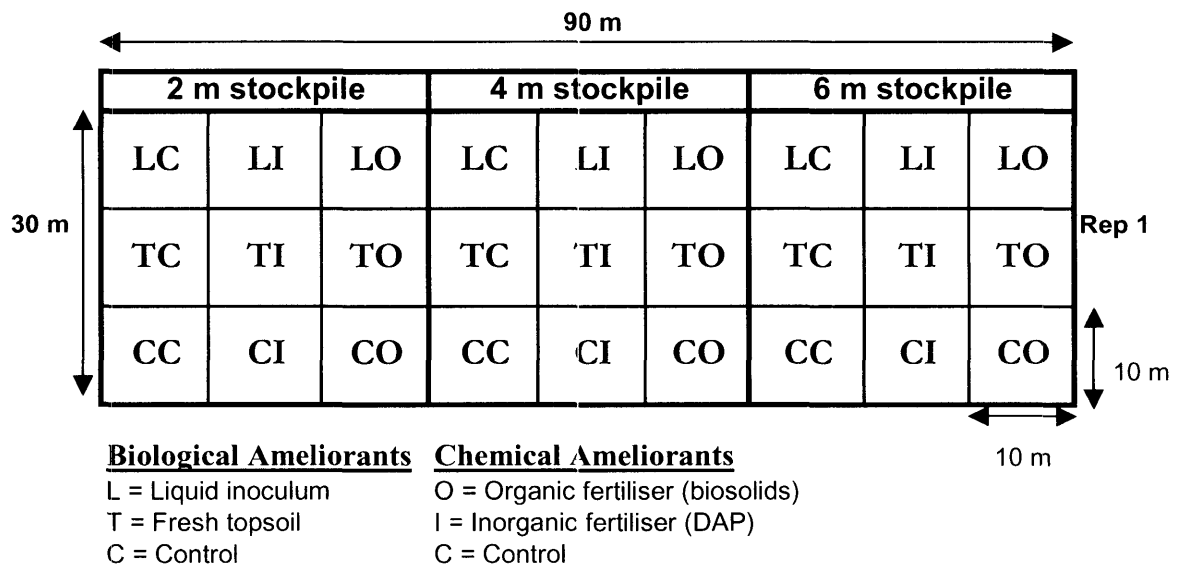 90 m
2 m stockpile 4 m stockpile 6 m stockpile
LC LI LO LC LI LO LC LI LO
30 m
TC TI TO TC TI TO TC TI TO
Rep 1
CC CI CO CC CI CO CC CI CO
10 m
10 m
Biological Ameliorants Chemical Ameliorants
L = Liquid inoculum O = Organic fertiliser (biosolids)
T = Fresh topsoil I = Inorganic fertiliser (DAP)
C = Control C = Control